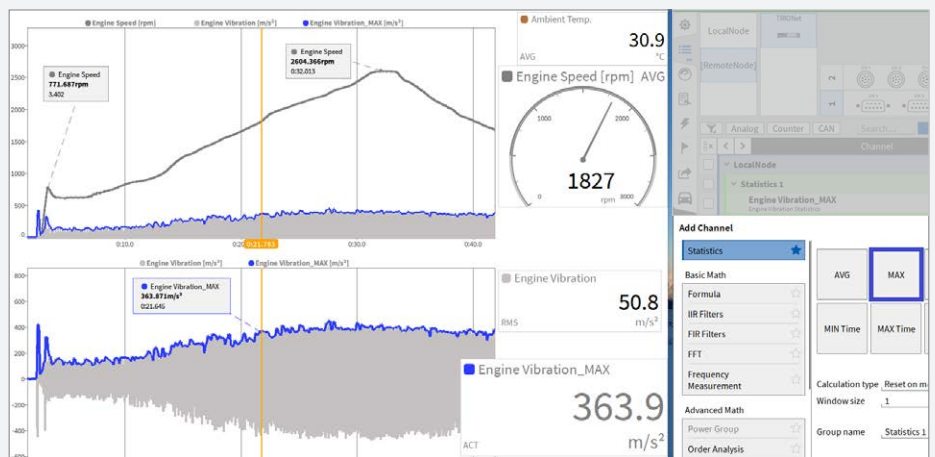 Engine Speed [rpm] Engine Vibration [m/s²] Engine Vibration_MAX [m/s²]
3000
2500
2000
1500
1000
500
0
Engine Speed
771.687rpm
3.402
Engine Speed
2604.366rpm
0:32.013
0:10.0
0:21.793
0:30.0
0:40.0
Engine Vibration [m/s²] Engine Vibration_MAX [m/s²]
800
600
400
200
0
-200
-400
-600
Engine Vibration_MAX
363.871m/s²
0:21.645
Ambient Temp.
30.9
AVG °C
Engine Speed [rpm] AVG
1000 2000
1827
0 rpm 3000
Engine Vibration
50.8
RMS m/s²
Engine Vibration_MAX
363.9
ACT m/s²
LocalNode
TRIONet
[RemoteNode]
Analog Counter CAN Search...
Channel
LocalNode
Statistics 1
Engine Vibration_MAX
Engine Vibration Statistics
Add Channel
Statistics
Basic Math
Formula
IIR Filters
FIR Filters
FFT
Frequency
Measurement
Advanced Math
Power Group
Order Analysis
AVG MAX
MIN Time MAX Time
Calculation type Reset on m
Window size 1
Group name Statistics 1